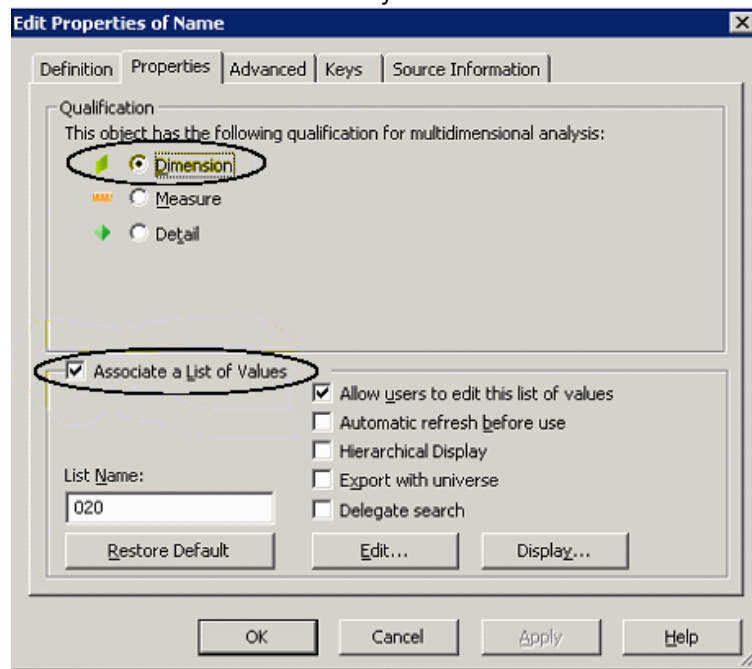 Edit Properties of Name
Definition Properties Advanced Keys Source Information
Qualification
This object has the following qualification for multidimensional analysis:
Dimension
Measure
Detail
Associate a List of Values
Allow users to edit this list of values
Automatic refresh before use
Hierarchical Display
Export with universe
Delegate search
List Name:
020
Restore Default Edit... Display...
OK Cancel Apply Help